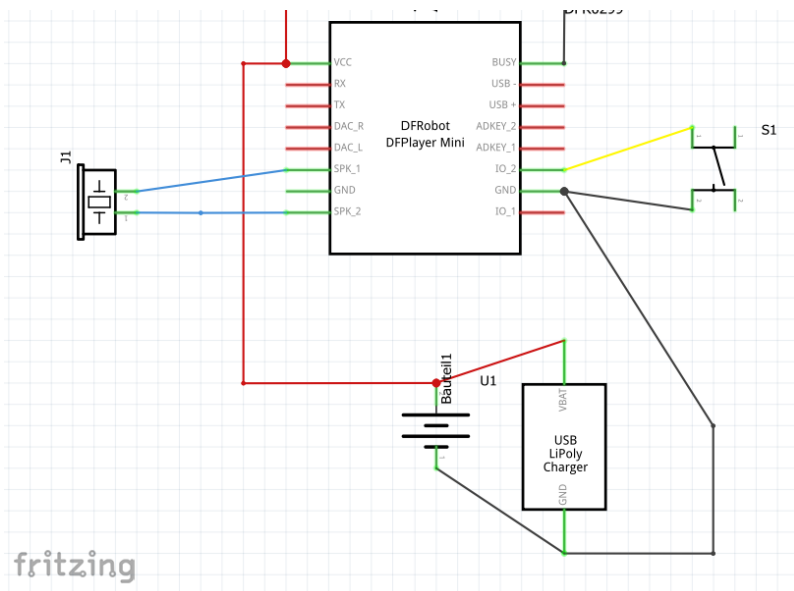 DFR0299
VCC
RX
TX
DAC_R
DAC_L
SPK_1
GND
SPK_2
DFRobot
DFPlayer Mini
BUSY
USB -
USB +
ADKEY_2
ADKEY_1
IO_2
GND
IO_1
S1
J1
Bauteil1
U1
VBAT
USB
LiPoly
Charger
GND
fritzing